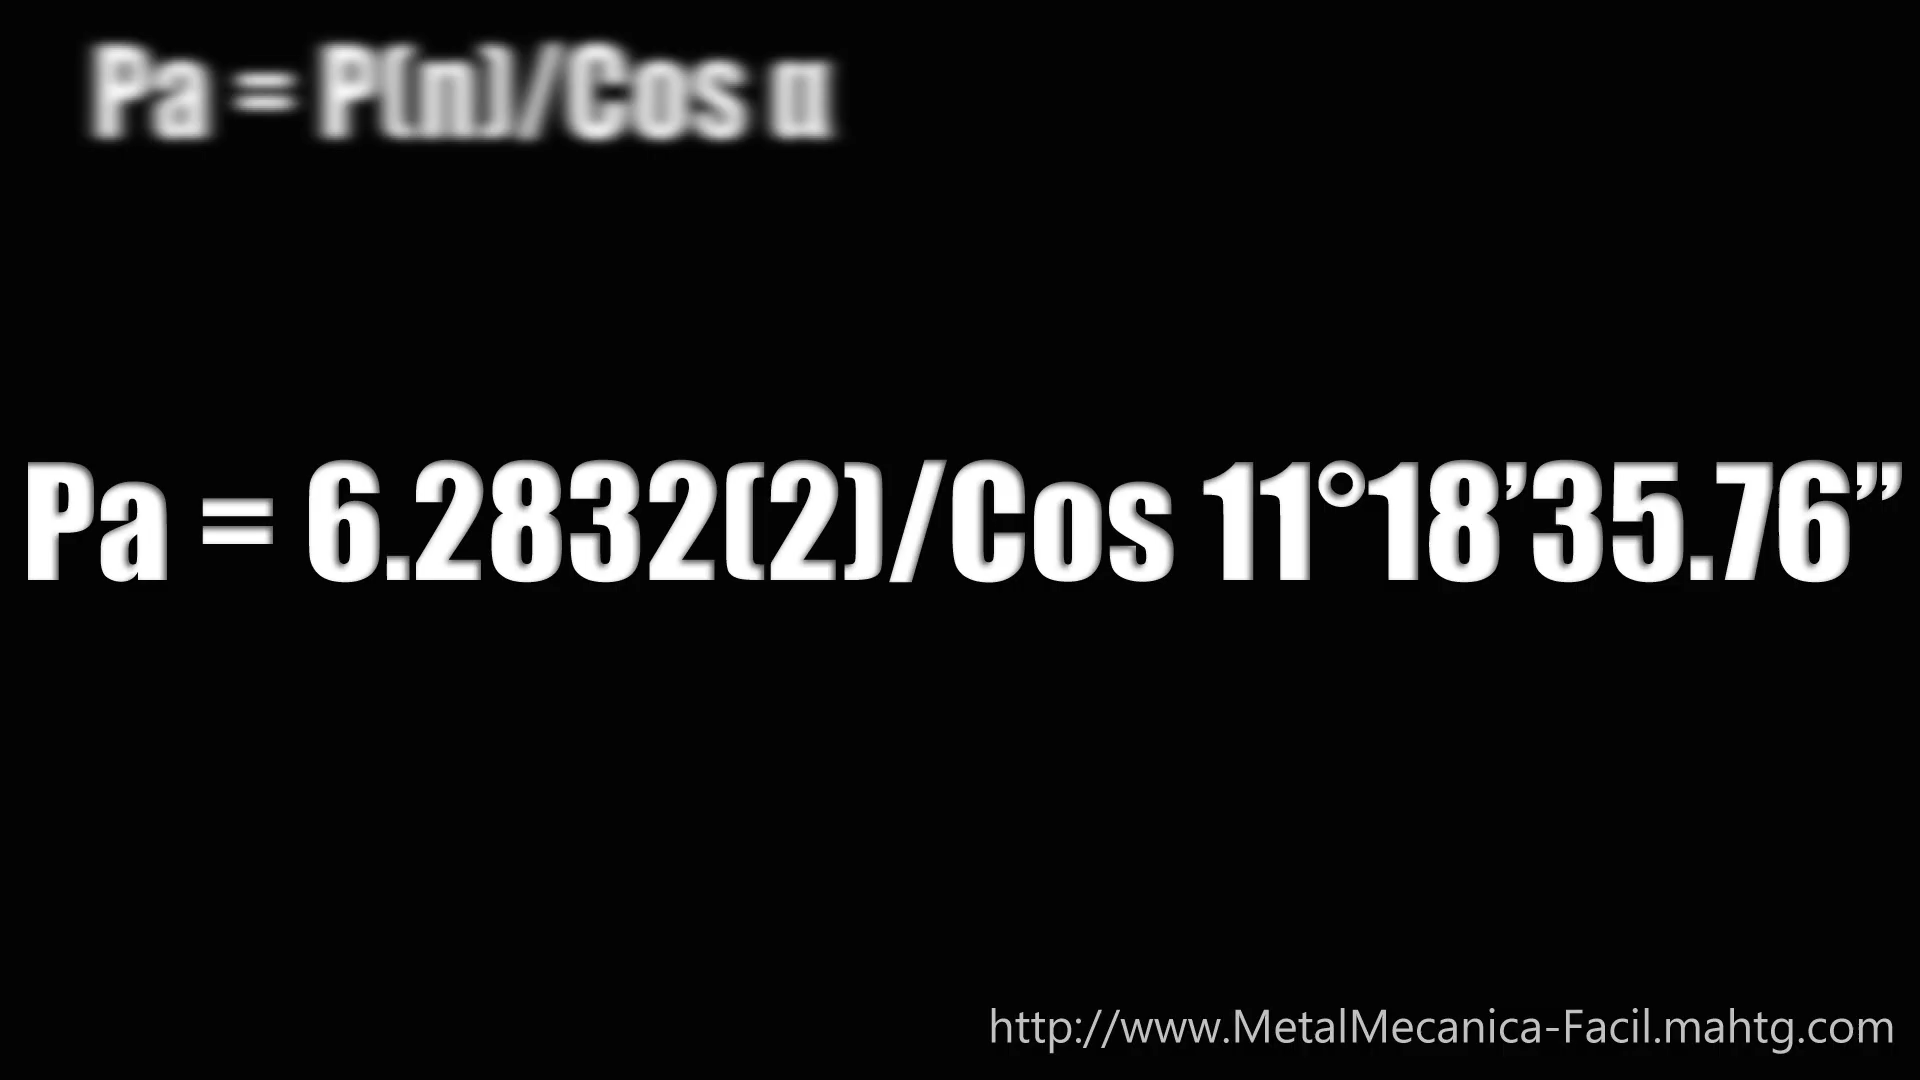 Pa = P(n)/Cos α
Pa = 6.2832(2)/Cos 11°18’35.76”
http://www.MetalMecanica-Facil.mahtg.com